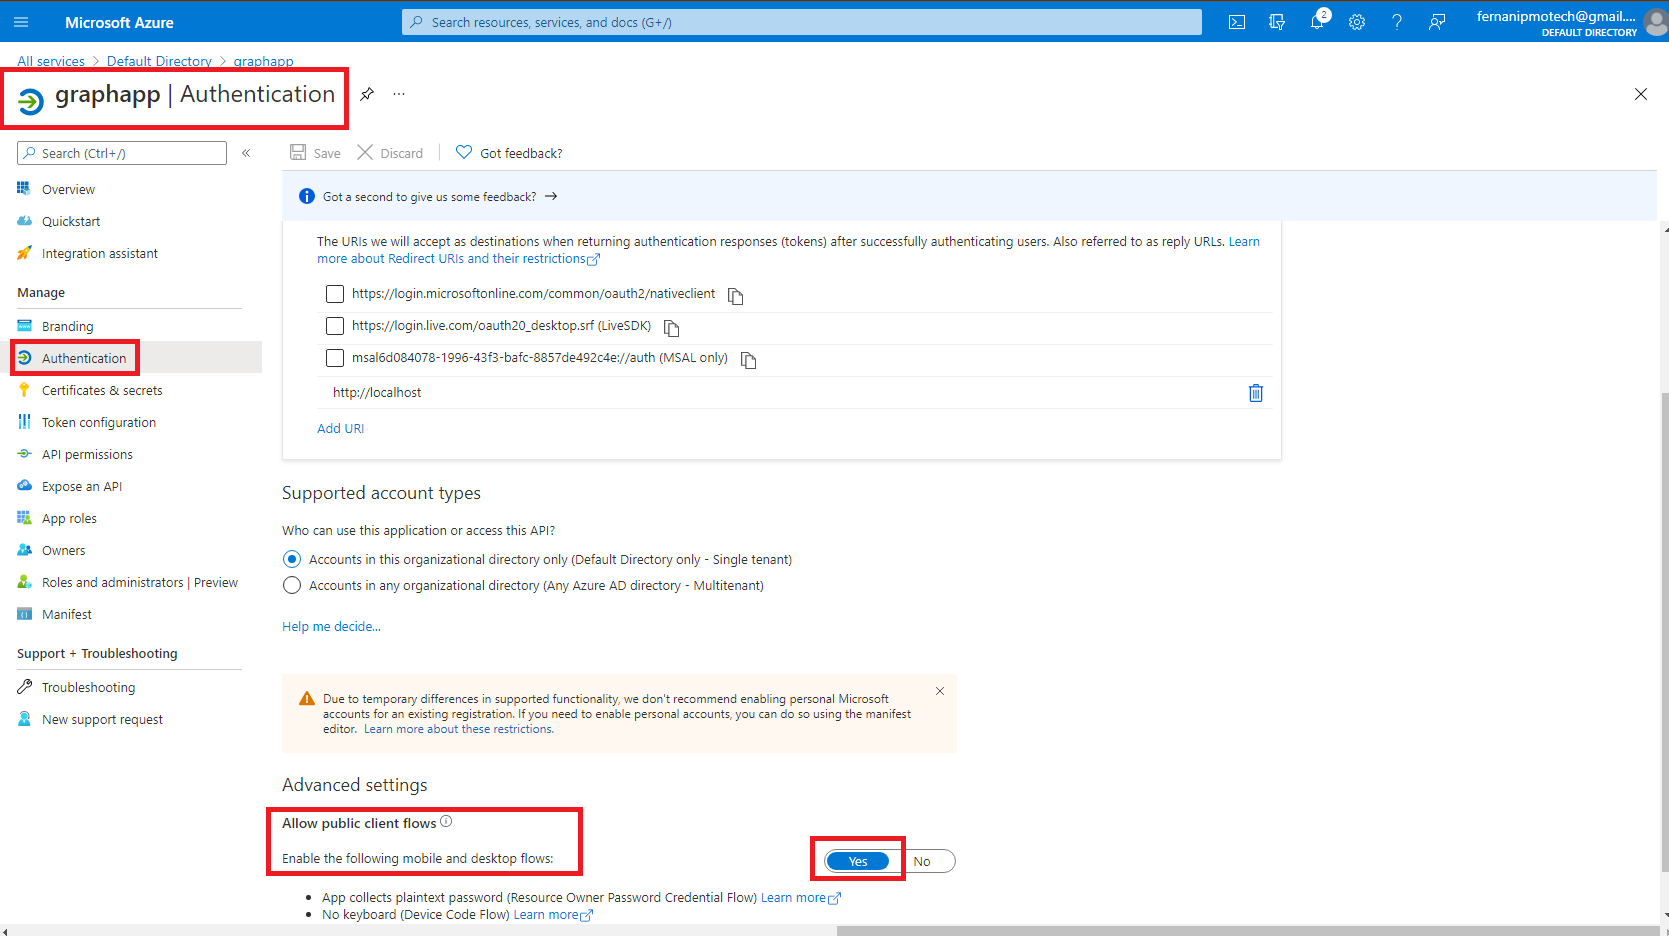 Microsoft Azure
Search resources, services, and docs (G+/)
2
fernanipmotech@gmail....
DEFAULT DIRECTORY
All services > Default Directory > graphapp
graphapp | Authentication
...
Search (Ctrl+/)
«
Save
Discard
Got feedback?
Overview
Quickstart
Integration assistant
Manage
Branding
Authentication
Certificates & secrets
Token configuration
API permissions
Expose an API
App roles
Owners
Roles and administrators | Preview
Manifest
Support + Troubleshooting
Troubleshooting
New support request
Got a second to give us some feedback? →
The URIs we will accept as destinations when returning authentication responses (tokens) after successfully authenticating users. Also referred to as reply URLs. Learn
more about Redirect URIs and their restrictions
https://login.microsoftonline.com/common/oauth2/nativeclient
https://login.live.com/oauth20_desktop.srf (LiveSDK)
msal6d084078-1996-43f3-bafc-8857de492c4e://auth (MSAL only)
http://localhost
Add URI
Supported account types
Who can use this application or access this API?
Accounts in this organizational directory only (Default Directory only - Single tenant)
Accounts in any organizational directory (Any Azure AD directory - Multitenant)
Help me decide...
Due to temporary differences in supported functionality, we don't recommend enabling personal Microsoft
accounts for an existing registration. If you need to enable personal accounts, you can do so using the manifest
editor. Learn more about these restrictions.
Advanced settings
Allow public client flows
Enable the following mobile and desktop flows:
Yes
No
• App collects plaintext password (Resource Owner Password Credential Flow) Learn more
• No keyboard (Device Code Flow) Learn more